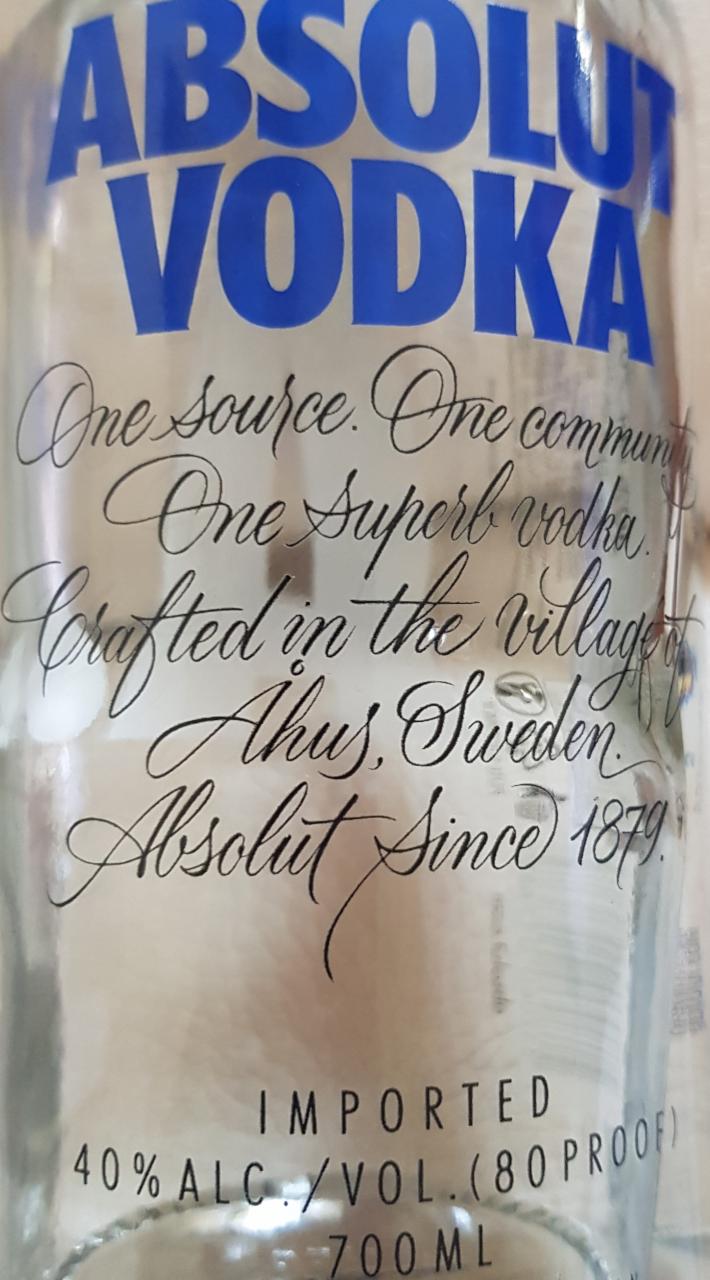 ABSOLUT
VODKA
One source. One community
One superb vodka.
Crafted in the village of
Åhus, Sweden.
Absolut Since 1879.
IMPORTED
40% ALC./VOL. (80 PROOF)
700 ML